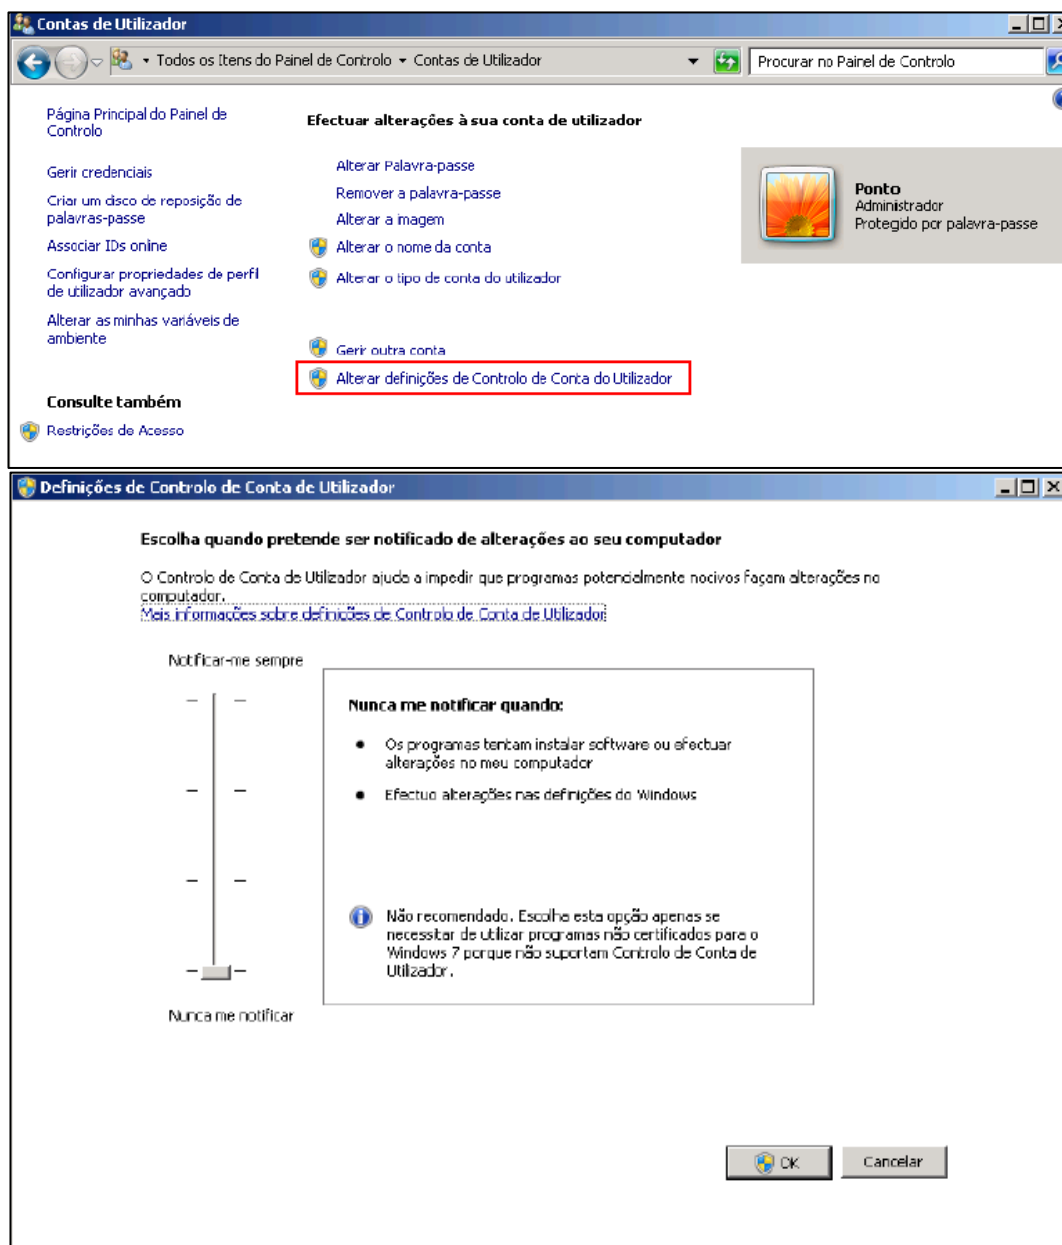 Contas de Utilizador
Todos os Itens do Painel de Controlo
Contas de Utilizador
Procurar no Painel de Controlo
Página Principal do Painel de
Controlo
Gerir credenciais
Criar um disco de reposição de
palavras-passe
Associar IDs online
Configurar propriedades de perfil
de utilizador avançado
Alterar as minhas variáveis de
ambiente
Consulte também
Restrições de Acesso
Efectuar alterações à sua conta de utilizador
Alterar Palavra-passe
Remover a palavra-passe
Alterar a imagem
Alterar o nome da conta
Alterar o tipo de conta do utilizador
Gerir outra conta
Alterar definições de Controlo de Conta do Utilizador
Ponto
Administrador
Protegido por palavra-passe
Definições de Controlo de Conta de Utilizador
Escolha quando pretende ser notificado de alterações ao seu computador
O Controlo de Conta de Utilizador ajuda a impedir que programas potencialmente nocivos façam alterações no
computador.
Mais informações sobre definições de Controlo de Conta de Utilizador
Notificar-me sempre
Nunca me notificar quando:
Os programas tentam instalar software ou efectuar
alterações no meu computador
Efectuo alterações nas definições do Windows
Não recomendado. Escolha esta opção apenas se
necessitar de utilizar programas não certificados para o
Windows 7 porque não suportam Controlo de Conta de
Utilizador.
Nunca me notificar
OK
Cancelar